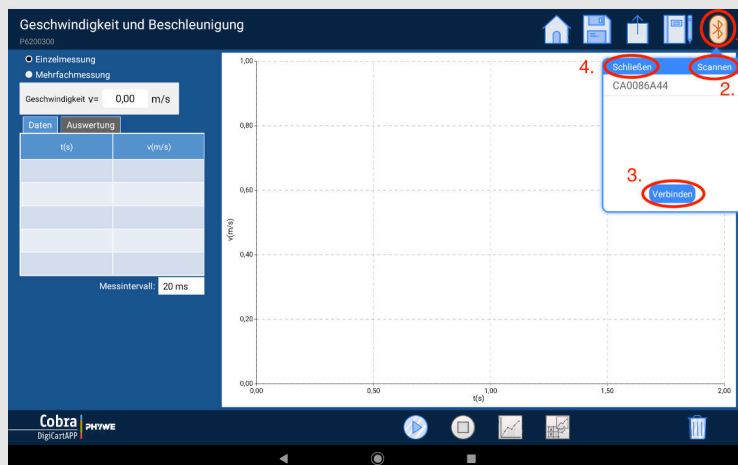 Geschwindigkeit und Beschleunigung
P6200300
Einzelmessung
Mehrfachmessung
Geschwindigkeit v= 0,00 m/s
Daten Auswertung
t(s) v(m/s)
Messintervall: 20 ms
1,00
0,80
0,60
0,40
0,20
0,00
v(m/s)
0,00 0,50 1,00 1,50 2,00
t(s)
4. Schließen Scannen
2.
CA0086A44
3.
Verbinden
Cobra
DigiCartAPP
PHYWE